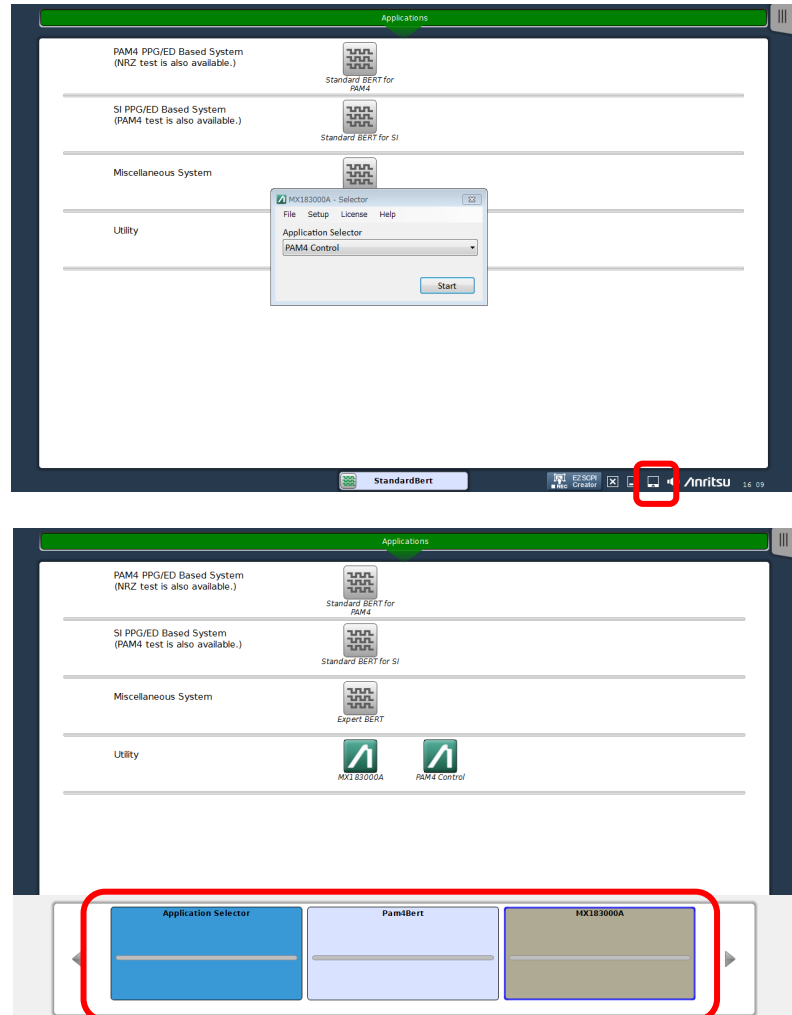 Applications
PAM4 PPG/ED Based System
(NRZ test is also available.)
Standard BERT for
PAM4
SI PPG/ED Based System
(PAM4 test is also available.)
Standard BERT for SI
Miscellaneous System
MX183000A - Selector
File Setup License Help
Application Selector
PAM4 Control
Start
Utility
StandardBert
REC
EZSCPI
Creator
Anritsu
16 09
Applications
PAM4 PPG/ED Based System
(NRZ test is also available.)
Standard BERT for
PAM4
SI PPG/ED Based System
(PAM4 test is also available.)
Standard BERT for SI
Miscellaneous System
Expert BERT
Utility
MX183000A
PAM4 Control
Application Selector
Pam4Bert
MX183000A